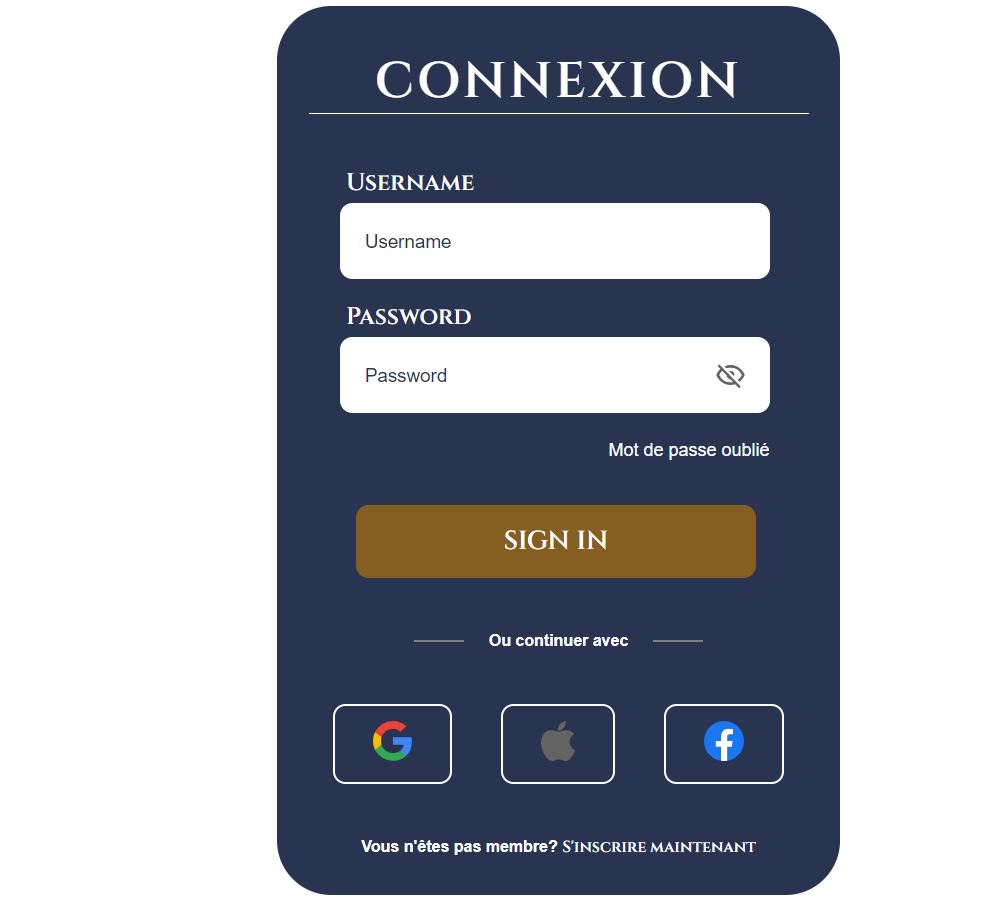 CONNEXION
Username
Username
Password
Password
Mot de passe oublié
SIGN IN
Ou continuer avec
Vous n'êtes pas membre? S'inscrire maintenant